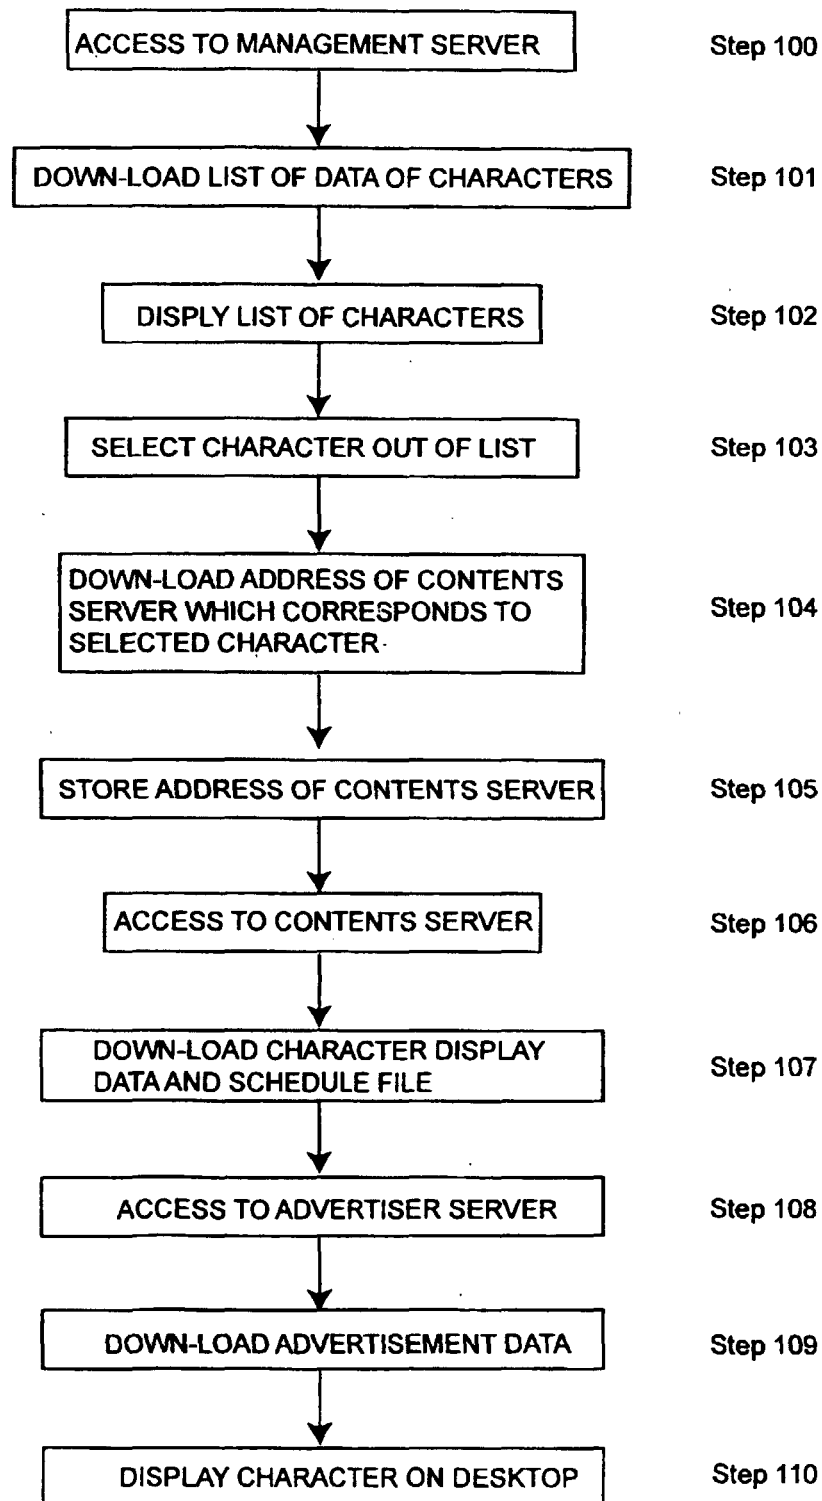 ACCESS TO MANAGEMENT SERVER Step 100
DOWN-LOAD LIST OF DATA OF CHARACTERS Step 101
DISPLY LIST OF CHARACTERS Step 102
SELECT CHARACTER OUT OF LIST Step 103
DOWN-LOAD ADDRESS OF CONTENTS
SERVER WHICH CORRESPONDS TO Step 104
SELECTED CHARACTER
STORE ADDRESS OF CONTENTS SERVER Step 105
ACCESS TO CONTENTS SERVER Step 106
DOWN-LOAD CHARACTER DISPLAY
DATA AND SCHEDULE FILE Step 107
ACCESS TO ADVERTISER SERVER Step 108
DOWN-LOAD ADVERTISEMENT DATA Step 109
DISPLAY CHARACTER ON DESKTOP Step 110